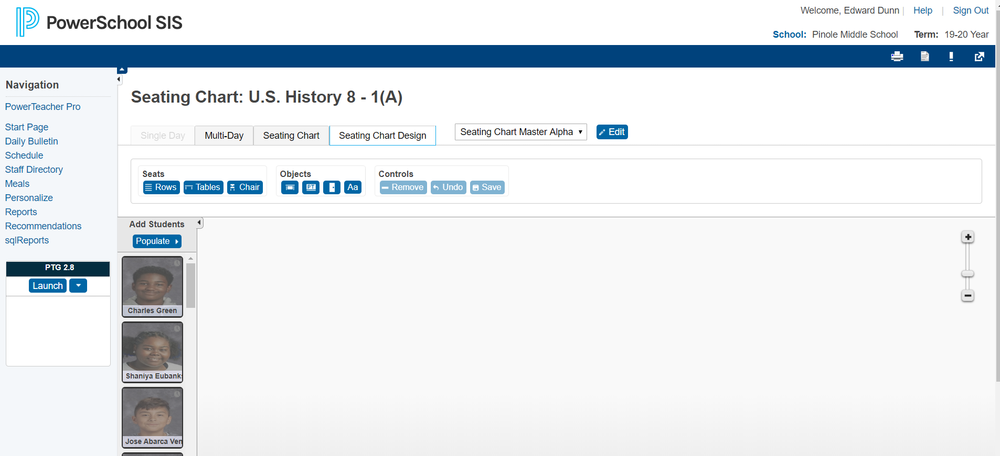 PowerSchool SIS
Welcome, Edward Dunn | Help | Sign Out
School: Pinole Middle School Term: 19-20 Year
Navigation
PowerTeacher Pro
Start Page
Daily Bulletin
Schedule
Staff Directory
Meals
Personalize
Reports
Recommendations
sqlReports
PTG 2.8
Launch
Seating Chart: U.S. History 8 - 1(A)
Single Day Multi-Day Seating Chart Seating Chart Design Seating Chart Master Alpha Edit
Seats Objects Controls
Rows Tables Chair PT Aa Remove Undo Save
Add Students
Populate
Charles Green
Shaniya Eubanks
Jose Abarca Ven